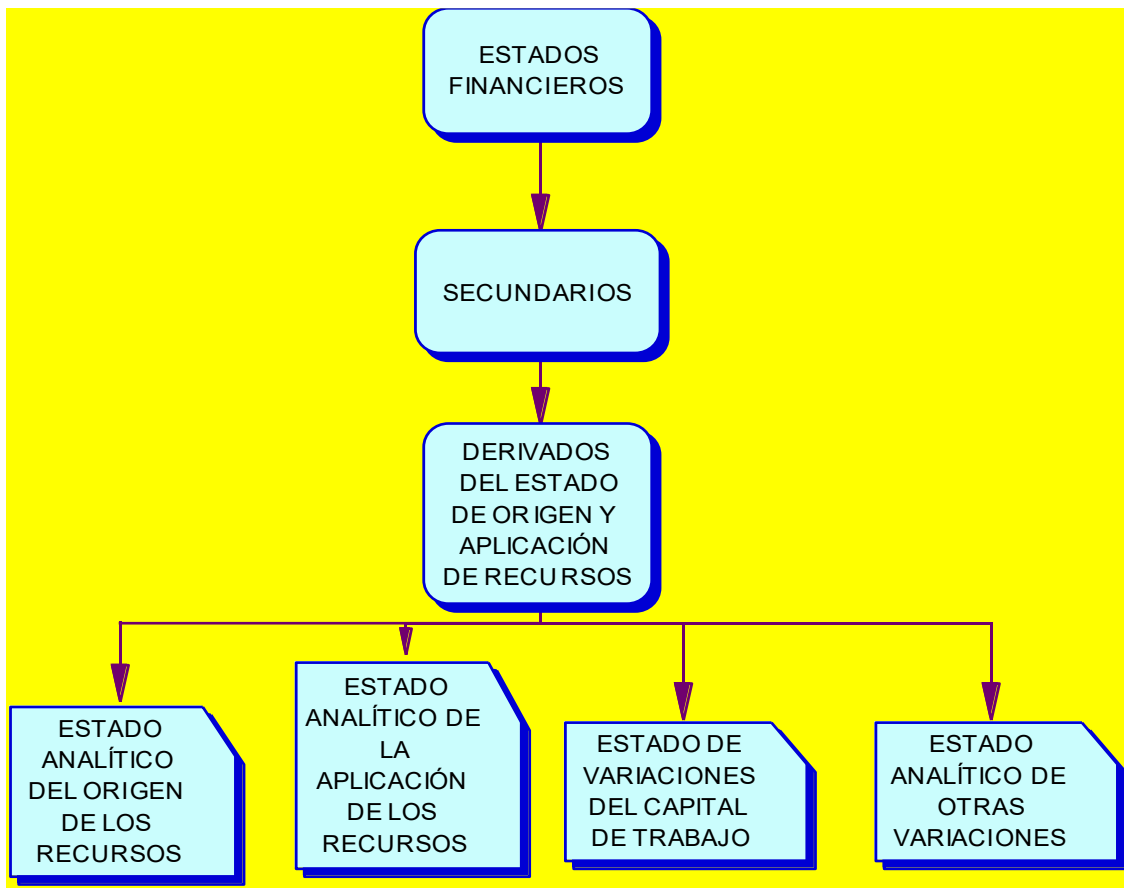 ESTADOS
FINANCIEROS
SECUNDARIOS
DERIVADOS
DEL ESTADO
DE ORIGEN Y
APLICACIÓN
DE RECURSOS
ESTADO
ANALÍTICO
DEL ORIGEN
DE LOS
RECURSOS
ESTADO
ANALÍTICO DE
LA
APLICACIÓN
DE LOS
RECURSOS
ESTADO DE
VARIACIONES
DEL CAPITAL
DE TRABAJO
ESTADO
ANALÍTICO DE
OTRAS
VARIACIONES